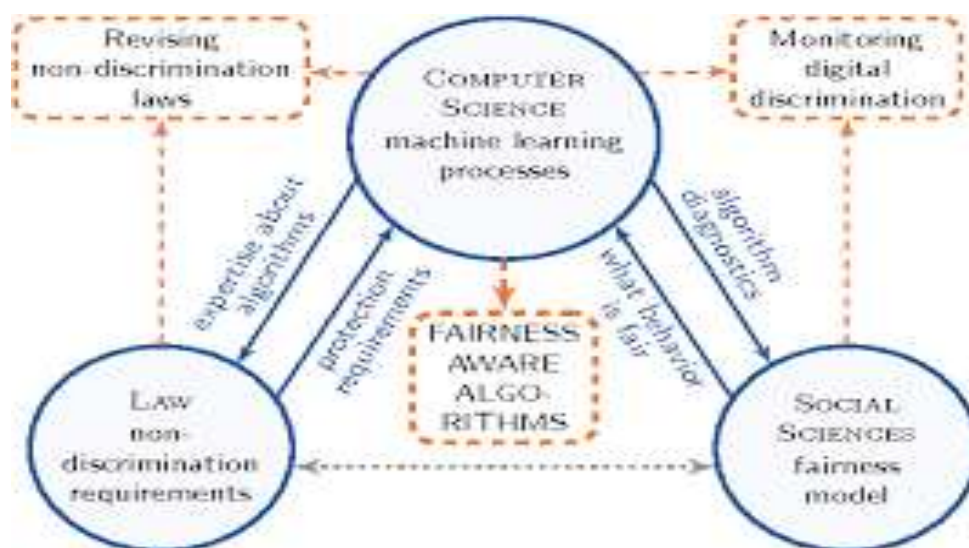 Revising
non-discrimination
laws
COMPUTER
SCIENCE
machine learning
processes
Monitoring
digital
discrimination
expertise about
algorithms
protection
requirements
FAIRNESS
AWARE
ALGO-
RITHMS
what behavior
is fair
algorithm
diagnostics
LAW
non-
discrimination
requirements
SOCIAL
SCIENCES
fairness
model